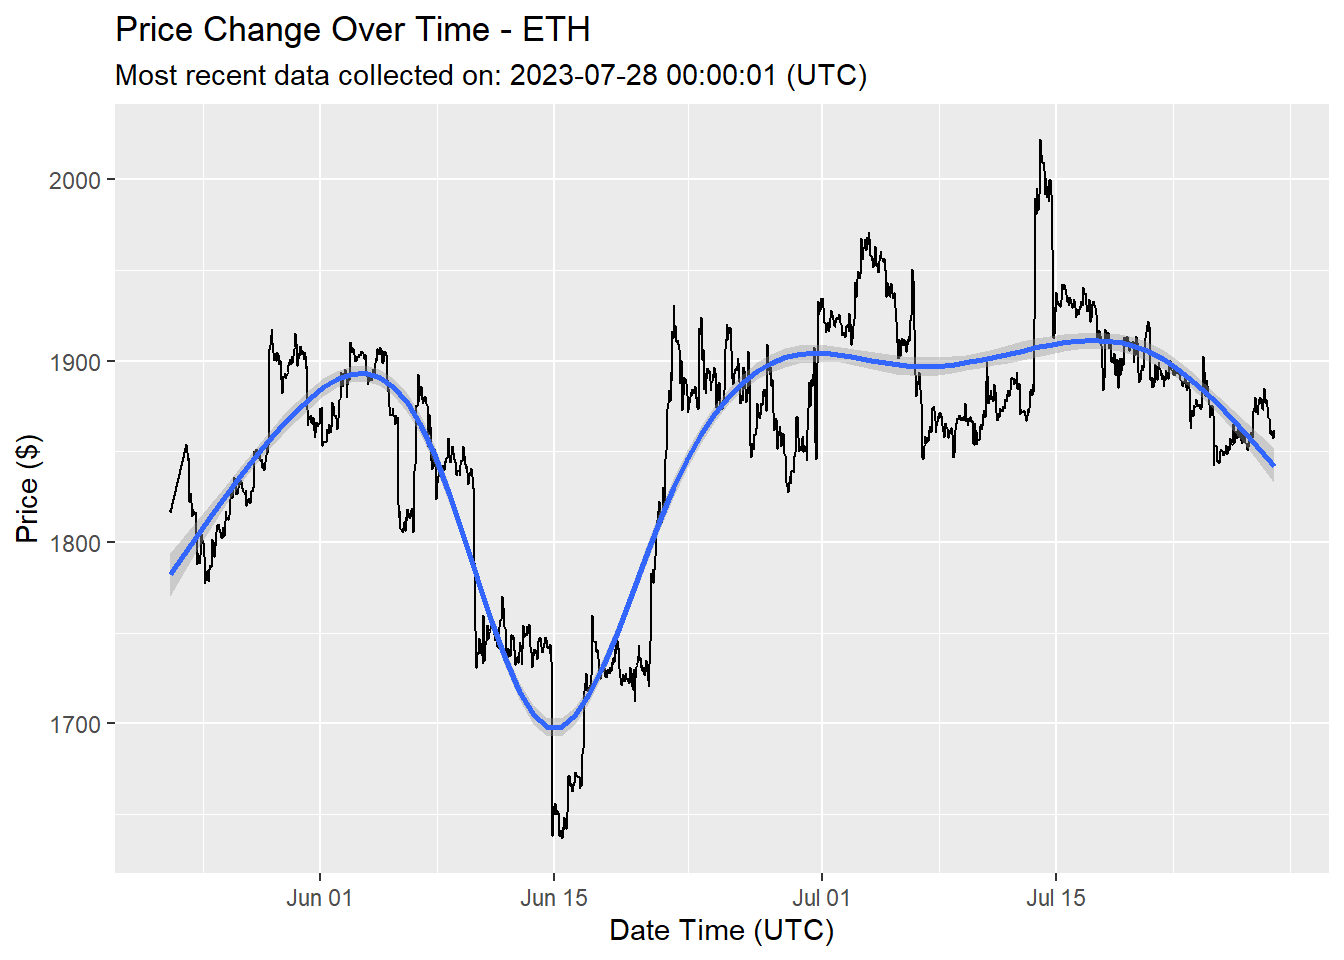 Price Change Over Time - ETH
Most recent data collected on: 2023-07-28 00:00:01 (UTC)
Price ($)
2000
1900
1800
1700
Jun 01
Jun 15
Jul 01
Jul 15
Date Time (UTC)